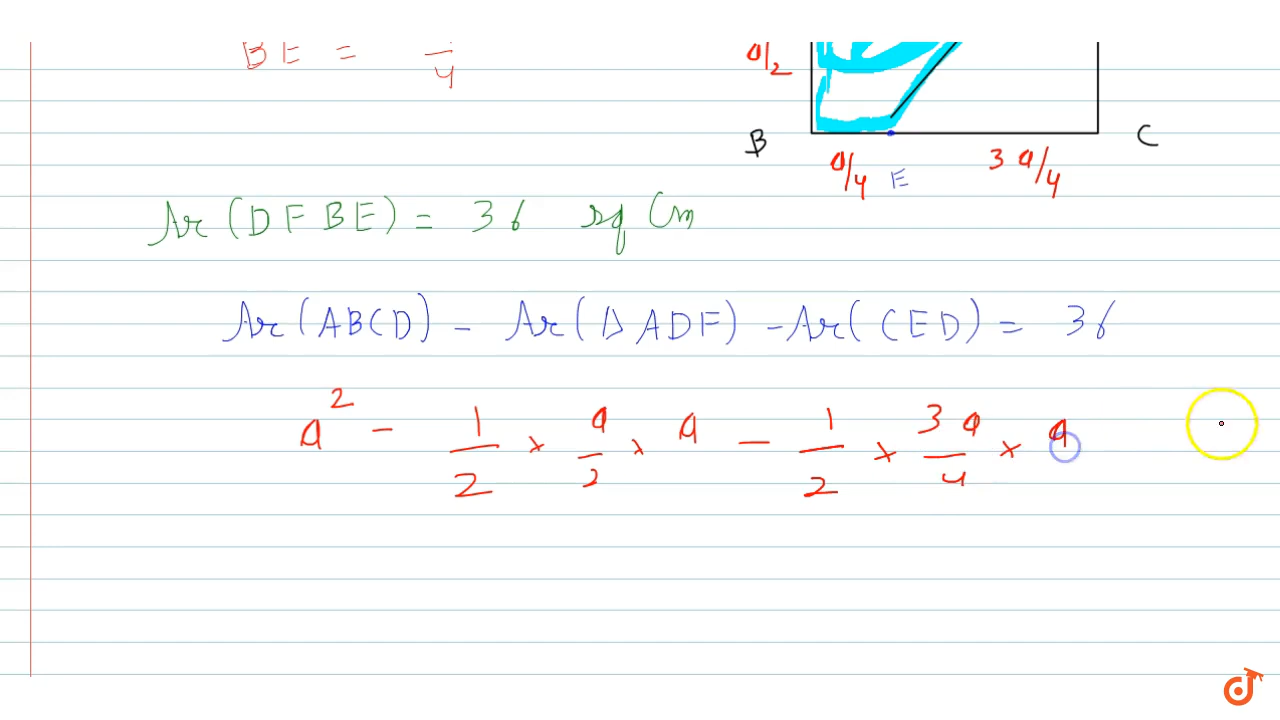 BE = /4
a/2
B
C
a/4 E 3 a/4
Ar (DFBE) = 36 sq Cm
Ar(ABCD) - Ar(Δ ADF) - Ar(CED) = 36
a² - 1/2 × a/2 × a - 1/2 × 3a/4 × a